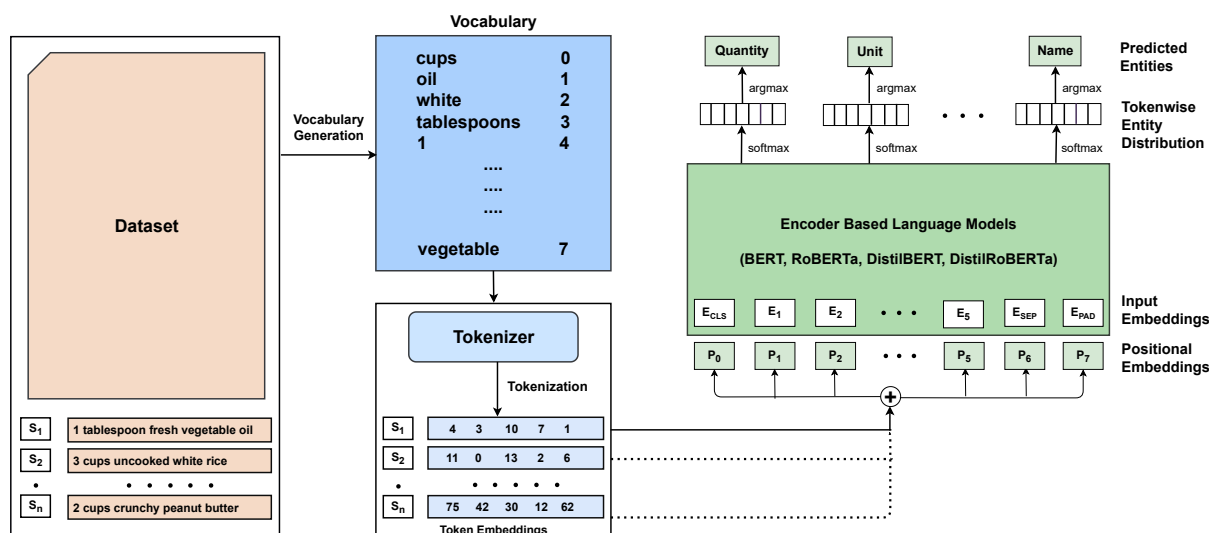 Dataset
S1 1 tablespoon fresh vegetable oil
S2 3 cups uncooked white rice
• • • • • •
Sn 2 cups crunchy peanut butter
Vocabulary
Generation
Vocabulary
cups 0
oil 1
white 2
tablespoons 3
1 4
....
....
....
vegetable 7
Tokenizer
Tokenization
S1 4 3 10 7 1
S2 11 0 13 2 6
• • • • • •
Sn 75 42 30 12 62
Token Embeddings
Quantity Unit Name
Predicted
Entities
argmax argmax argmax
• • •
Tokenwise
Entity
Distribution
softmax softmax softmax
Encoder Based Language Models
(BERT, RoBERTa, DistilBERT, DistilRoBERTa)
ECLS E1 E2 • • • E5 ESEP EPAD
Input
Embeddings
P0 P1 P2 • • • P5 P6 P7
Positional
Embeddings
+